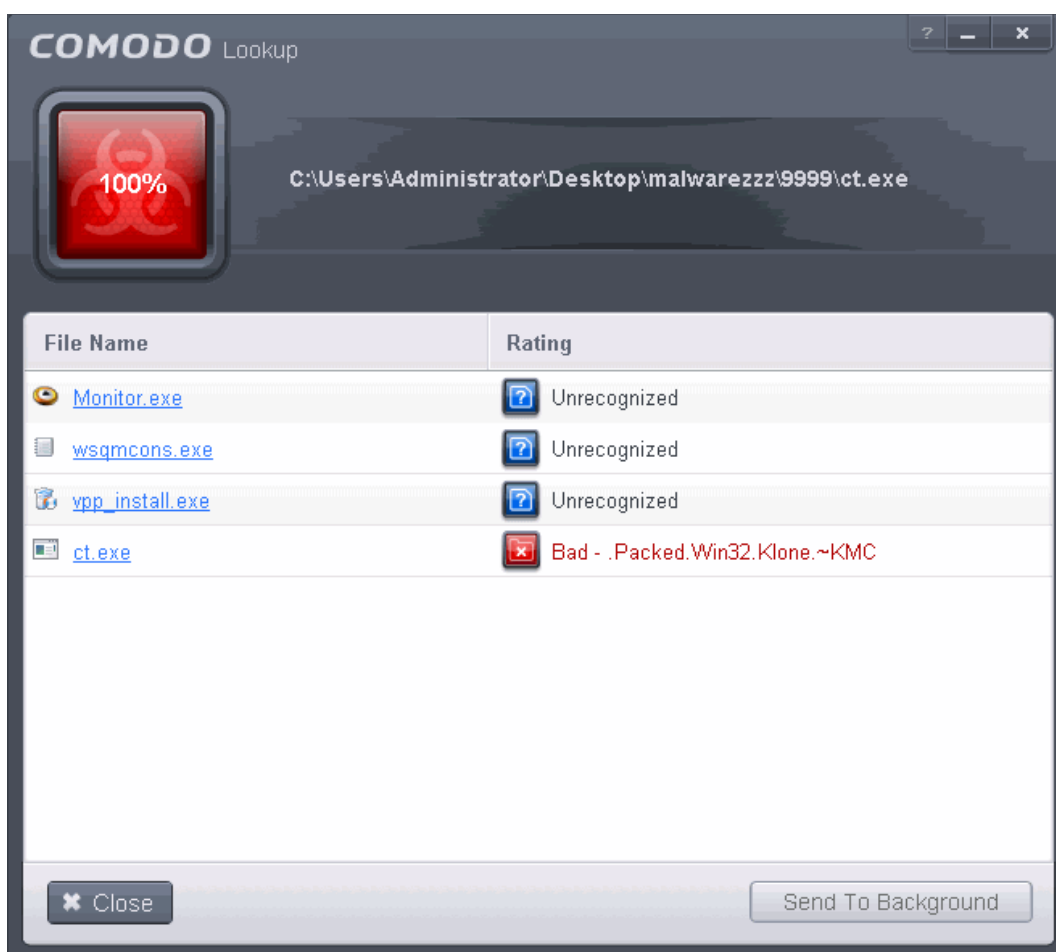 COMODO Lookup
?
100%
C:\Users\Administrator\Desktop\malwarezzz\9999\ct.exe
File Name Rating
Monitor.exe Unrecognized
wsqmcons.exe Unrecognized
vpp_install.exe Unrecognized
ct.exe Bad - .Packed.Win32.Klone.~KMC
Close Send To Background